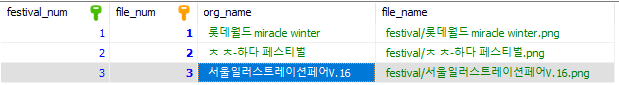 festival_num file_num org_name file_name
1 1 롯데월드 miracle winter festival/롯데월드 miracle winter.png
2 2 ㅊㅊ-하다 페스티벌 festival/ㅊㅊ-하다 페스티벌.png
3 3 서울일러스트레이션페어V.16 festival/서울일러스트레이션페어V.16.png